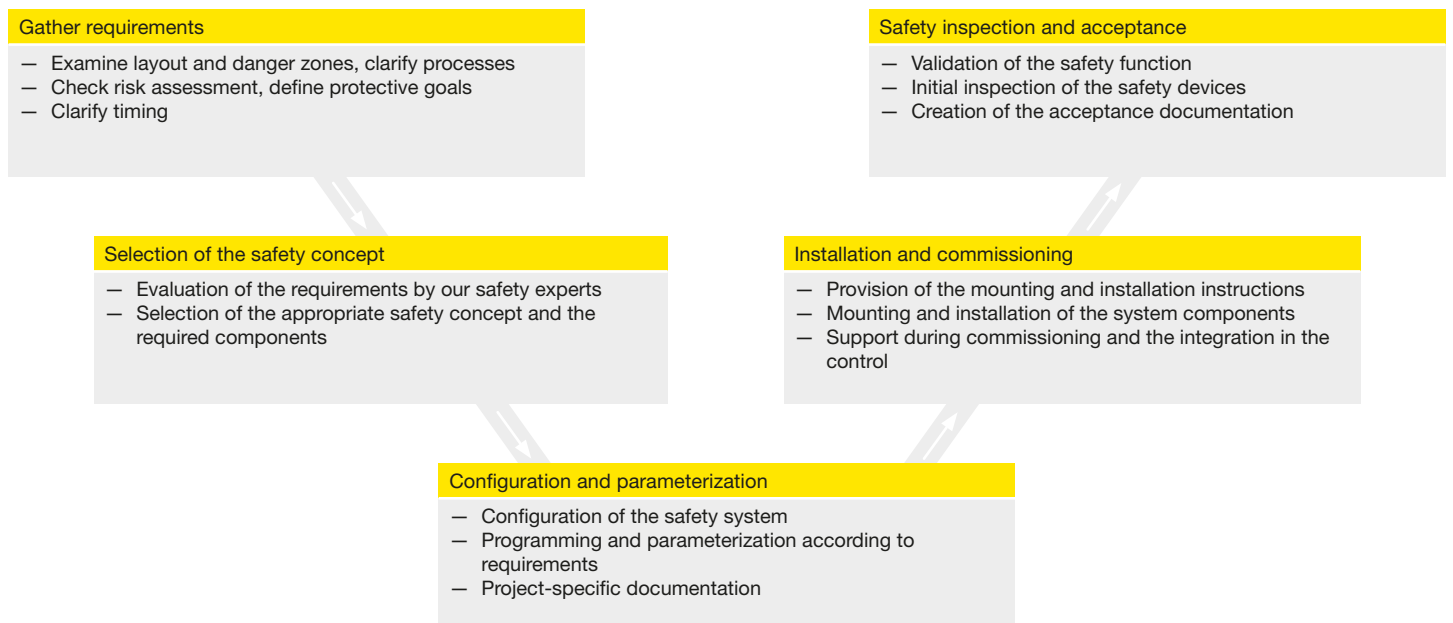 Gather requirements
— Examine layout and danger zones, clarify processes
— Check risk assessment, define protective goals
— Clarify timing
Selection of the safety concept
— Evaluation of the requirements by our safety experts
— Selection of the appropriate safety concept and the
required components
Configuration and parameterization
— Configuration of the safety system
— Programming and parameterization according to
requirements
— Project-specific documentation
Installation and commissioning
— Provision of the mounting and installation instructions
— Mounting and installation of the system components
— Support during commissioning and the integration in the
control
Safety inspection and acceptance
— Validation of the safety function
— Initial inspection of the safety devices
— Creation of the acceptance documentation